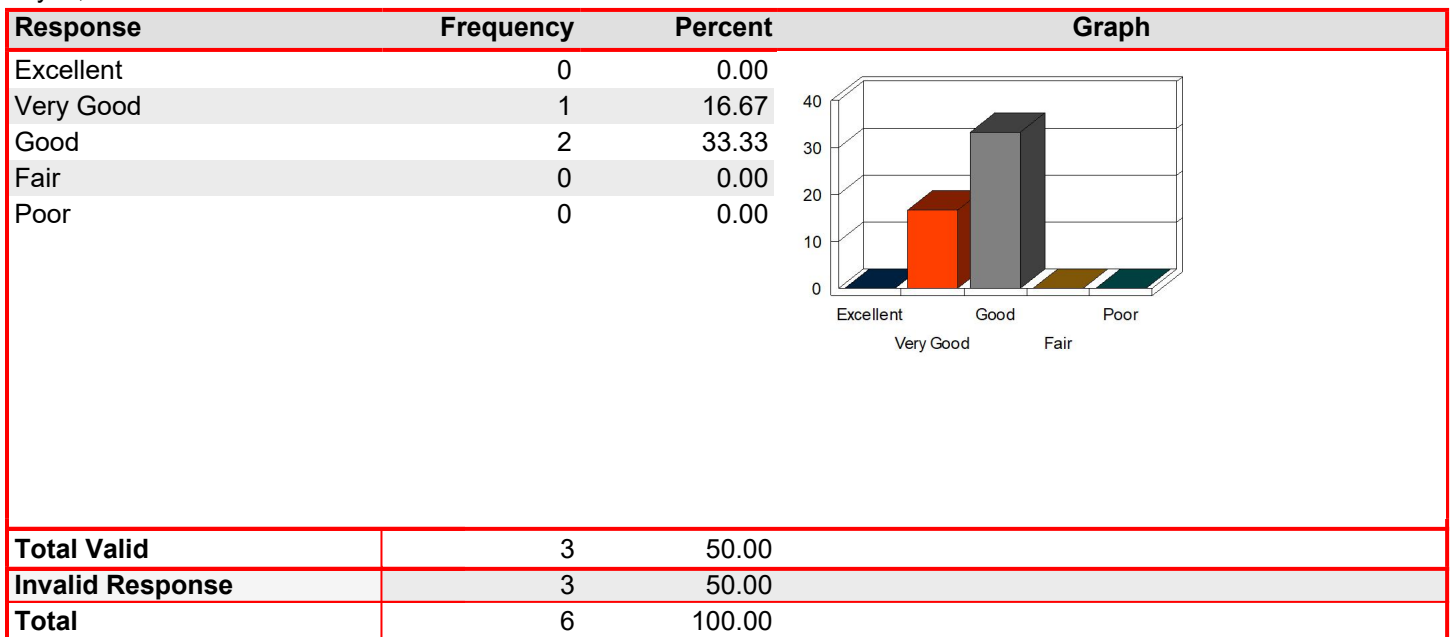 Response Frequency Percent Graph
Excellent 0 0.00
Very Good 1 16.67
Good 2 33.33
Fair 0 0.00
Poor 0 0.00
40
30
20
10
0
Excellent Good Poor
Very Good Fair
Total Valid 3 50.00
Invalid Response 3 50.00
Total 6 100.00